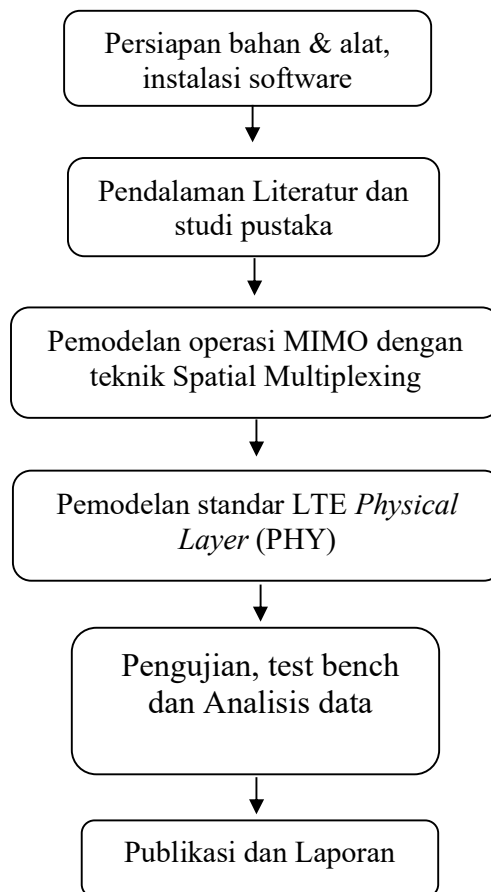 Persiapan bahan & alat,
instalasi software
Pendalaman Literatur dan
studi pustaka
Pemodelan operasi MIMO dengan
teknik Spatial Multiplexing
Pemodelan standar LTE Physical
Layer (PHY)
Pengujian, test bench
dan Analisis data
Publikasi dan Laporan